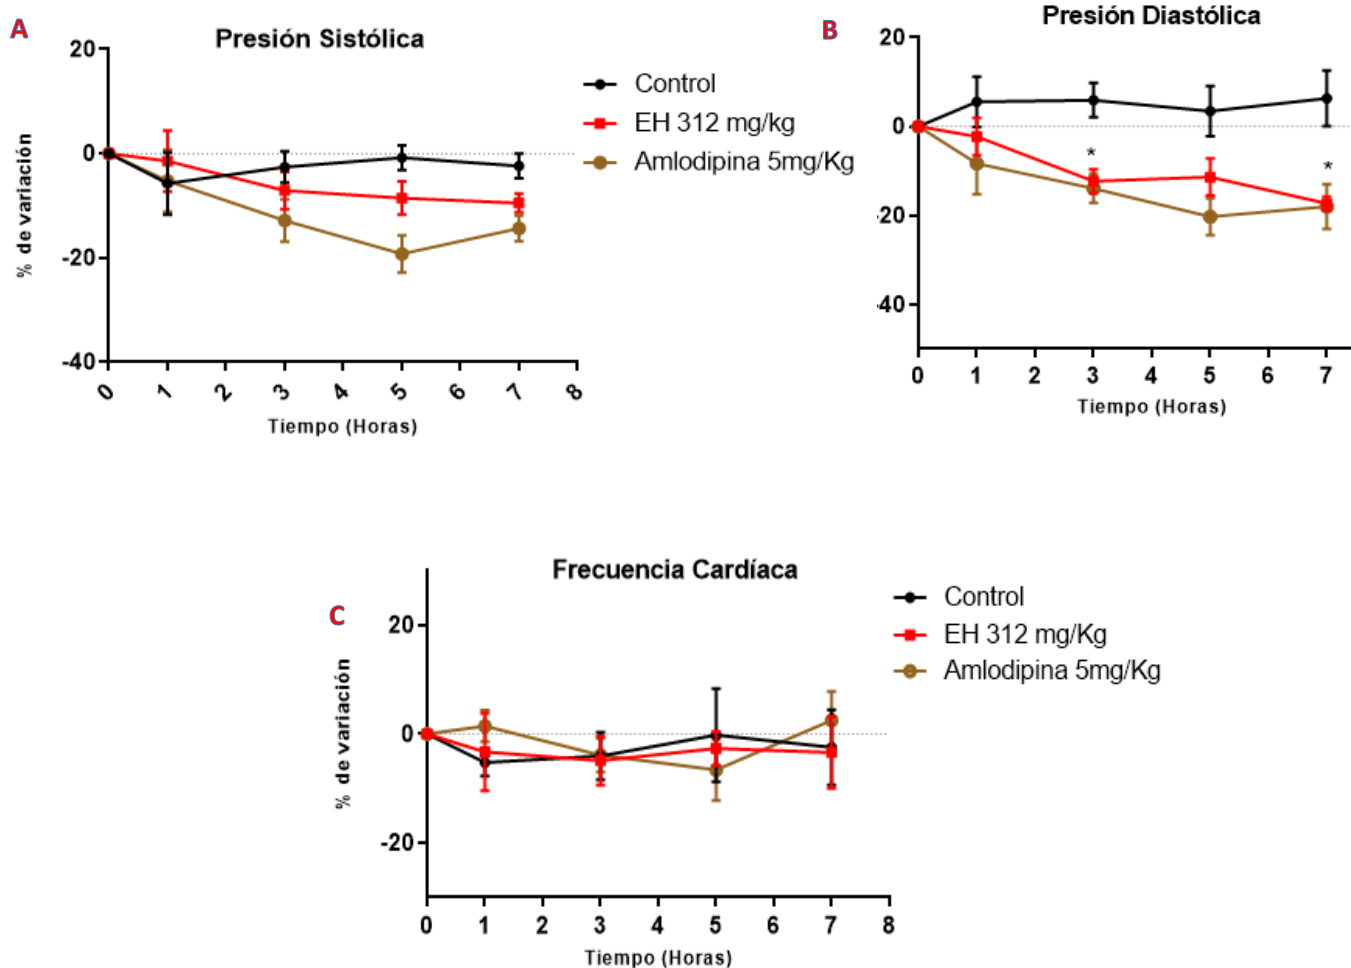 A
Presión Sistólica
20
0
-20
-40
% de variación
0 1 2 3 4 5 6 7 8
Tiempo (Horas)
Control
EH 312 mg/kg
Amlodipina 5mg/Kg
B
Presión Diastólica
20
0
-20
-40
* *
0 1 2 3 4 5 6 7
Tiempo (Horas)
C
Frecuencia Cardíaca
20
0
-20
% de variación
0 1 2 3 4 5 6 7 8
Tiempo (Horas)
Control
EH 312 mg/Kg
Amlodipina 5mg/Kg